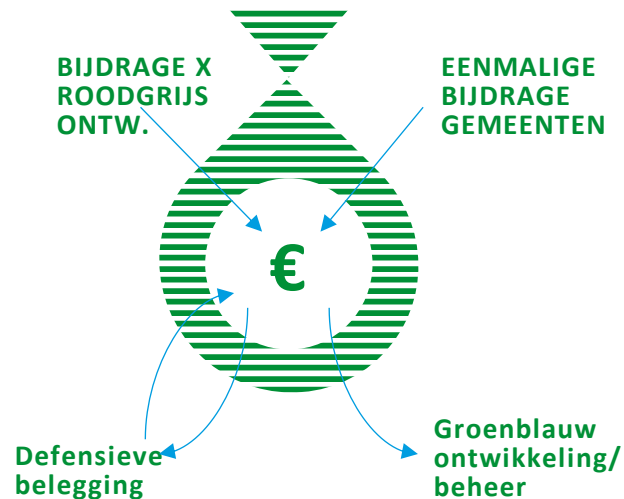 BIJDRAGE X
ROODGRIJS
ONTW.
EENMALIGE
BIJDRAGE
GEMEENTEN
€
Defensieve
belegging
Groenblauw
ontwikkeling/
beheer